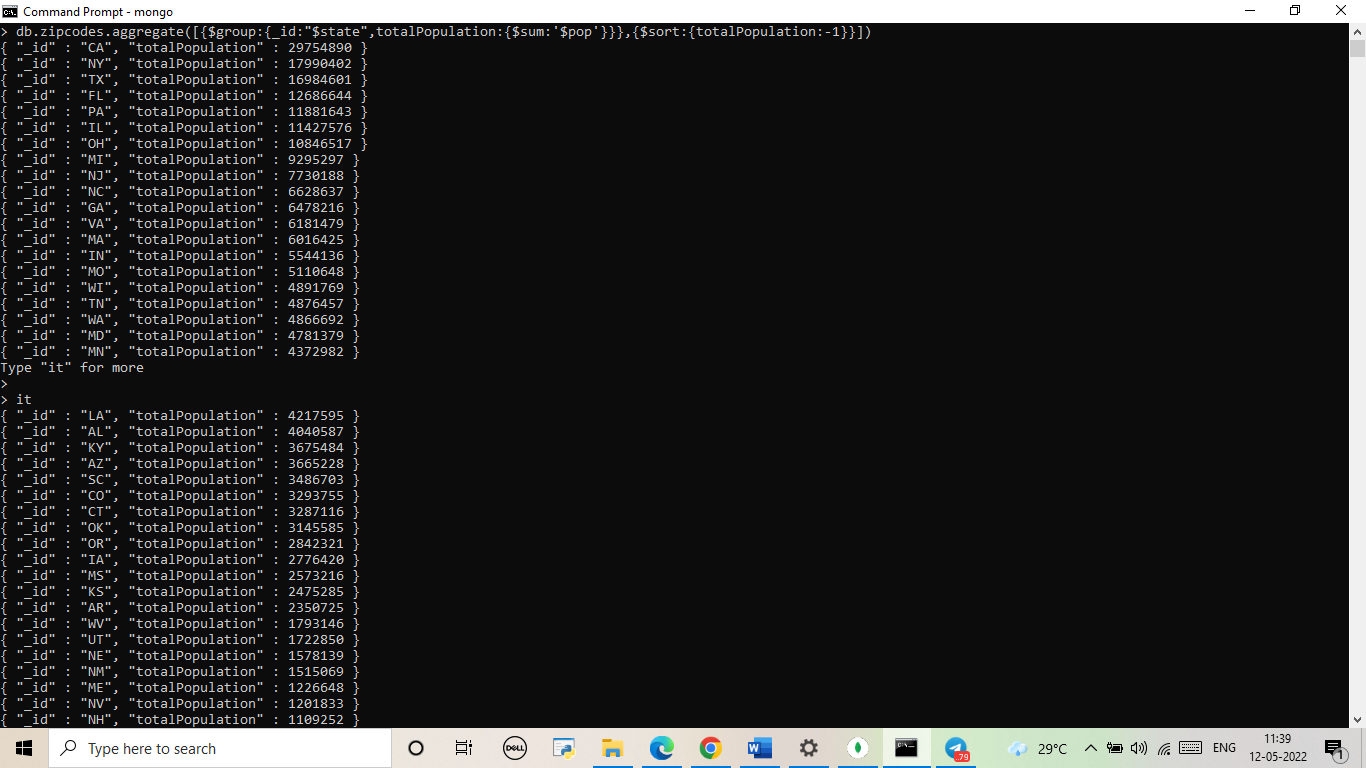 Command Prompt - mongo
> db.zipcodes.aggregate([{$group:{_id:"$state",totalPopulation:{$sum:'$pop'}}},{$sort:{totalPopulation:-1}}])
{ "_id" : "CA", "totalPopulation" : 29754890 }
{ "_id" : "NY", "totalPopulation" : 17990402 }
{ "_id" : "TX", "totalPopulation" : 16984601 }
{ "_id" : "FL", "totalPopulation" : 12686644 }
{ "_id" : "PA", "totalPopulation" : 11881643 }
{ "_id" : "IL", "totalPopulation" : 11427576 }
{ "_id" : "OH", "totalPopulation" : 10846517 }
{ "_id" : "MI", "totalPopulation" : 9295297 }
{ "_id" : "NJ", "totalPopulation" : 7730188 }
{ "_id" : "NC", "totalPopulation" : 6628637 }
{ "_id" : "GA", "totalPopulation" : 6478216 }
{ "_id" : "VA", "totalPopulation" : 6181479 }
{ "_id" : "MA", "totalPopulation" : 6016425 }
{ "_id" : "IN", "totalPopulation" : 5544136 }
{ "_id" : "MO", "totalPopulation" : 5110648 }
{ "_id" : "WI", "totalPopulation" : 4891769 }
{ "_id" : "TN", "totalPopulation" : 4876457 }
{ "_id" : "WA", "totalPopulation" : 4866692 }
{ "_id" : "MD", "totalPopulation" : 4781379 }
{ "_id" : "MN", "totalPopulation" : 4372982 }
Type "it" for more
>
> it
{ "_id" : "LA", "totalPopulation" : 4217595 }
{ "_id" : "AL", "totalPopulation" : 4040587 }
{ "_id" : "KY", "totalPopulation" : 3675484 }
{ "_id" : "AZ", "totalPopulation" : 3665228 }
{ "_id" : "SC", "totalPopulation" : 3486703 }
{ "_id" : "CO", "totalPopulation" : 3293755 }
{ "_id" : "CT", "totalPopulation" : 3287116 }
{ "_id" : "OK", "totalPopulation" : 3145585 }
{ "_id" : "OR", "totalPopulation" : 2842321 }
{ "_id" : "IA", "totalPopulation" : 2776420 }
{ "_id" : "MS", "totalPopulation" : 2573216 }
{ "_id" : "KS", "totalPopulation" : 2475285 }
{ "_id" : "AR", "totalPopulation" : 2350725 }
{ "_id" : "WV", "totalPopulation" : 1793146 }
{ "_id" : "UT", "totalPopulation" : 1722850 }
{ "_id" : "NE", "totalPopulation" : 1578139 }
{ "_id" : "NM", "totalPopulation" : 1515069 }
{ "_id" : "ME", "totalPopulation" : 1226648 }
{ "_id" : "NV", "totalPopulation" : 1201833 }
{ "_id" : "NH", "totalPopulation" : 1109252 }
Type here to search
DELL
.79
29°C
ENG
11:39
12-05-2022
1